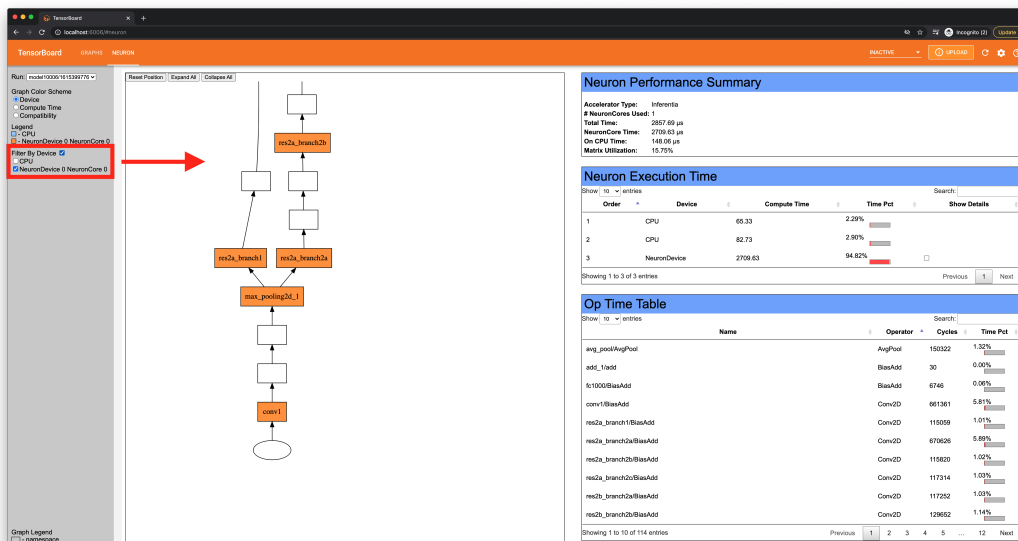 TensorBoard
localhost:6006/#neuron
Incognito (2)
Update
TensorBoard
GRAPHS
NEURON
INACTIVE
UPLOAD
Run: model10006/1615399776
Graph Color Scheme
Device
Compute Time
Compatibility
Legend
- CPU
- NeuronDevice 0 NeuronCore 0
Filter By Device
CPU
NeuronDevice 0 NeuronCore 0
Graph Legend
- namespace
Reset Position Expand All Collapse All
res2a_branch2b
res2a_branch1 res2a_branch2a
max_pooling2d_1
conv1
Neuron Performance Summary
Accelerator Type: Inferentia
# NeuronCores Used: 1
Total Time: 2857.69 μs
NeuronCore Time: 2709.63 μs
On CPU Time: 148.06 μs
Matrix Utilization: 15.75%
Neuron Execution Time
Show 10 entries Search:
Order Device Compute Time Time Pct Show Details
1 CPU 65.33 2.29%
2 CPU 82.73 2.90%
3 NeuronDevice 2709.63 94.82%
Showing 1 to 3 of 3 entries Previous 1 Next
Op Time Table
Show 10 entries Search:
Name Operator Cycles Time Pct
avg_pool/AvgPool AvgPool 150322 1.32%
add_1/add BiasAdd 30 0.00%
fc1000/BiasAdd BiasAdd 6746 0.06%
conv1/BiasAdd Conv2D 661361 5.81%
res2a_branch1/BiasAdd Conv2D 115059 1.01%
res2a_branch2a/BiasAdd Conv2D 670626 5.89%
res2a_branch2b/BiasAdd Conv2D 115820 1.02%
res2a_branch2c/BiasAdd Conv2D 117314 1.03%
res2b_branch2a/BiasAdd Conv2D 117252 1.03%
res2b_branch2b/BiasAdd Conv2D 129652 1.14%
Showing 1 to 10 of 114 entries Previous 1 2 3 4 5 ... 12 Next